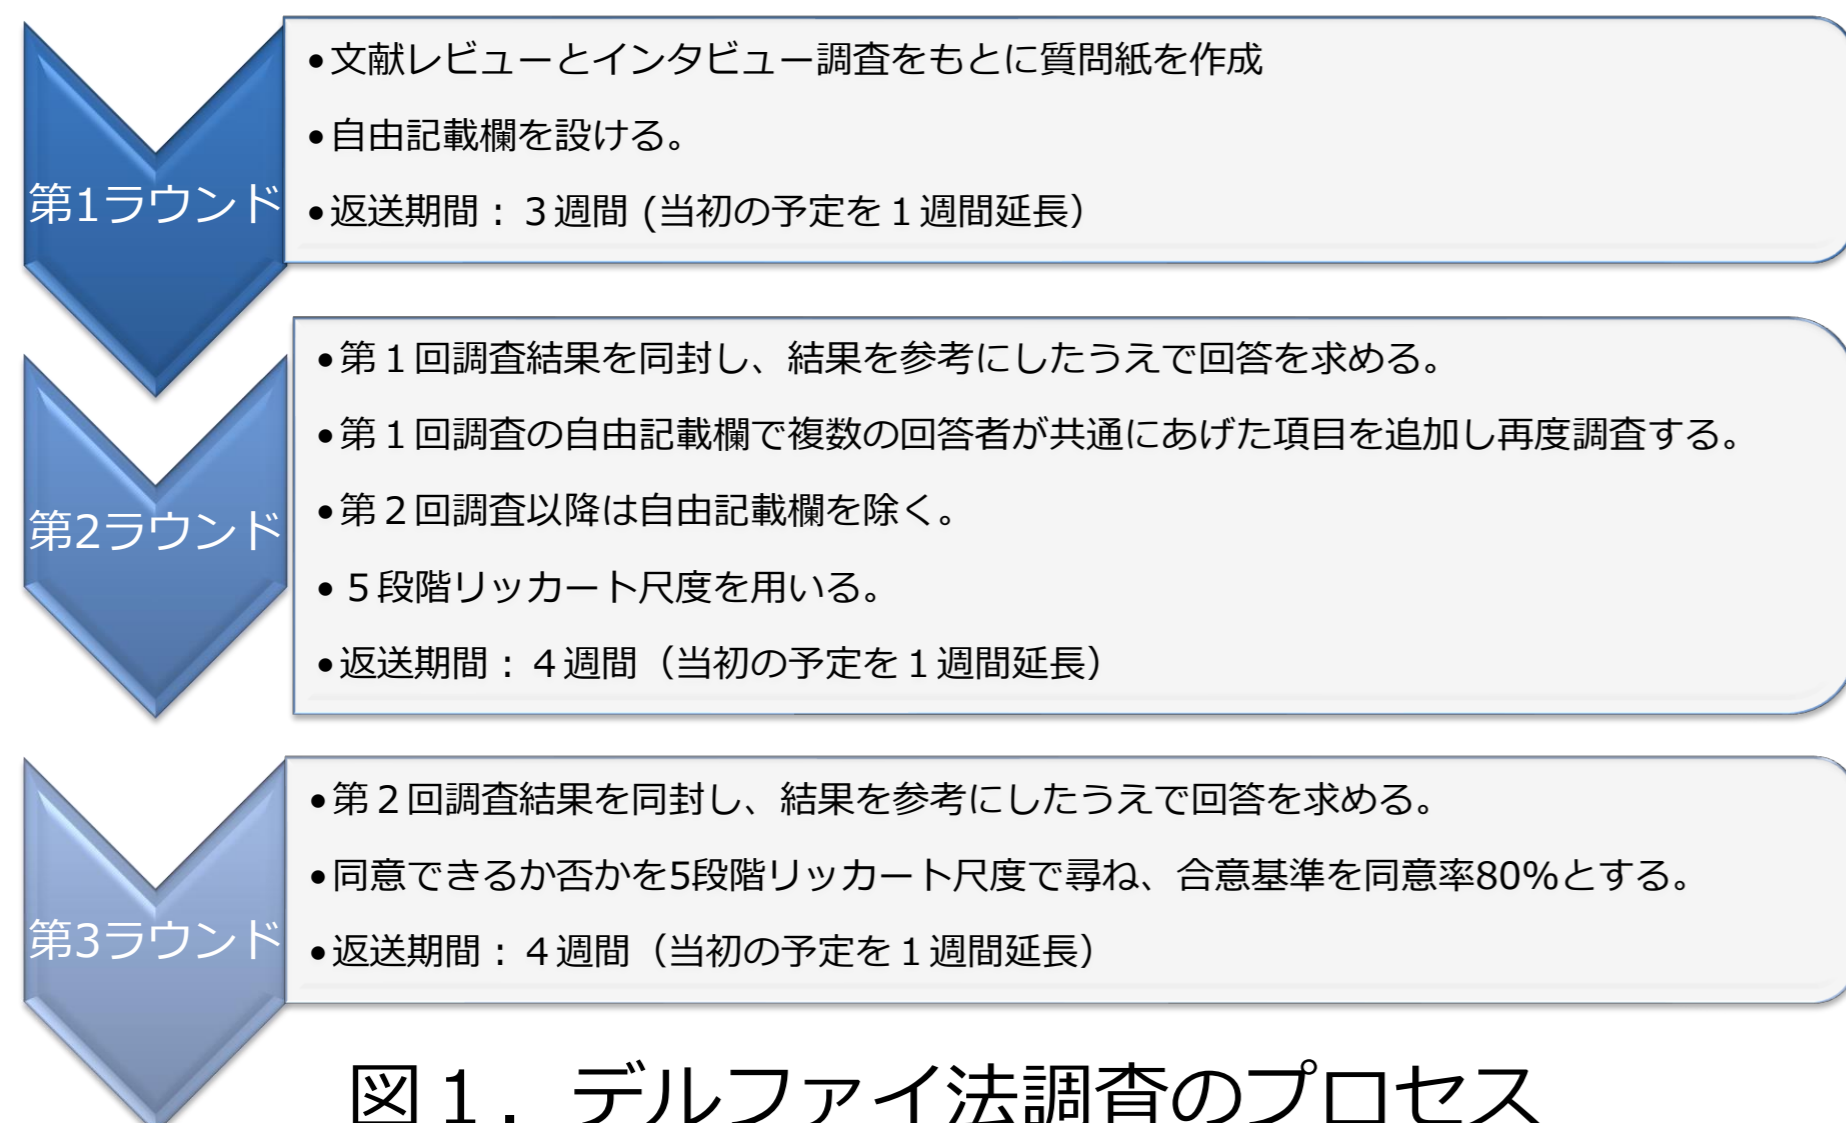 第1ラウンド
•文献レビューとインタビュー調査をもとに質問紙を作成
•自由記載欄を設ける。
•返送期間：３週間 (当初の予定を１週間延長）
第2ラウンド
•第１回調査結果を同封し、結果を参考にしたうえで回答を求める。
•第１回調査の自由記載欄で複数の回答者が共通にあげた項目を追加し再度調査する。
•第２回調査以降は自由記載欄を除く。
•５段階リッカート尺度を用いる。
•返送期間：４週間（当初の予定を１週間延長）
第3ラウンド
•第２回調査結果を同封し、結果を参考にしたうえで回答を求める。
•同意できるか否かを5段階リッカート尺度で尋ね、合意基準を同意率80%とする。
•返送期間：４週間（当初の予定を１週間延長）
図１．デルファイ法調査のプロセス